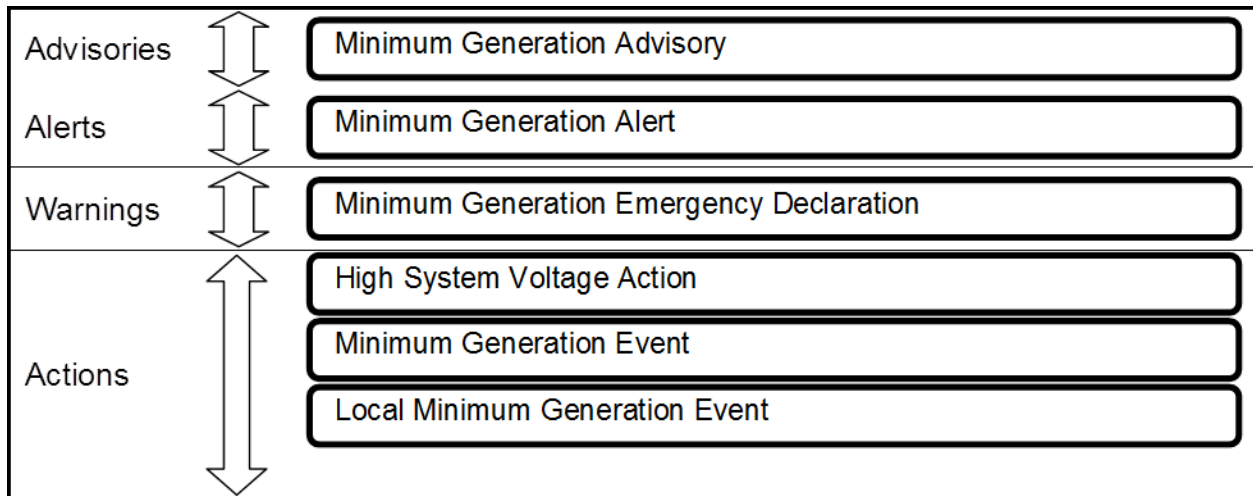 Advisories
Minimum Generation Advisory
Alerts
Minimum Generation Alert
Warnings
Minimum Generation Emergency Declaration
Actions
High System Voltage Action
Minimum Generation Event
Local Minimum Generation Event